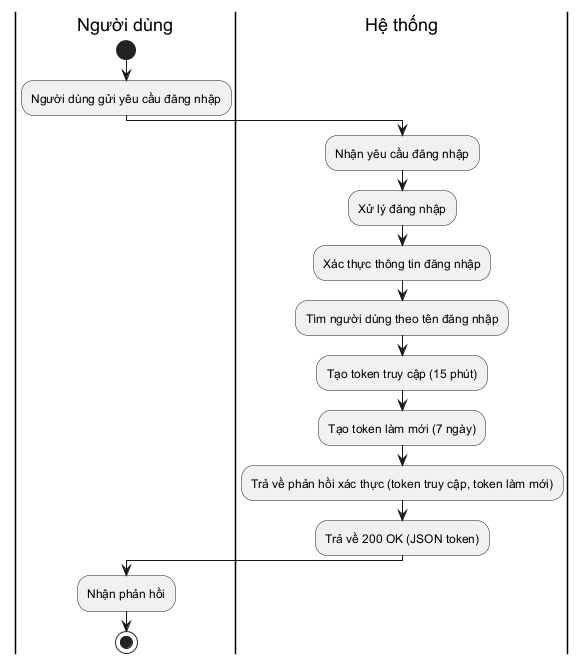 Người dùng
Hệ thống
Người dùng gửi yêu cầu đăng nhập
Nhận yêu cầu đăng nhập
Xử lý đăng nhập
Xác thực thông tin đăng nhập
Tìm người dùng theo tên đăng nhập
Tạo token truy cập (15 phút)
Tạo token làm mới (7 ngày)
Trả về phản hồi xác thực (token truy cập, token làm mới)
Trả về 200 OK (JSON token)
Nhận phản hồi